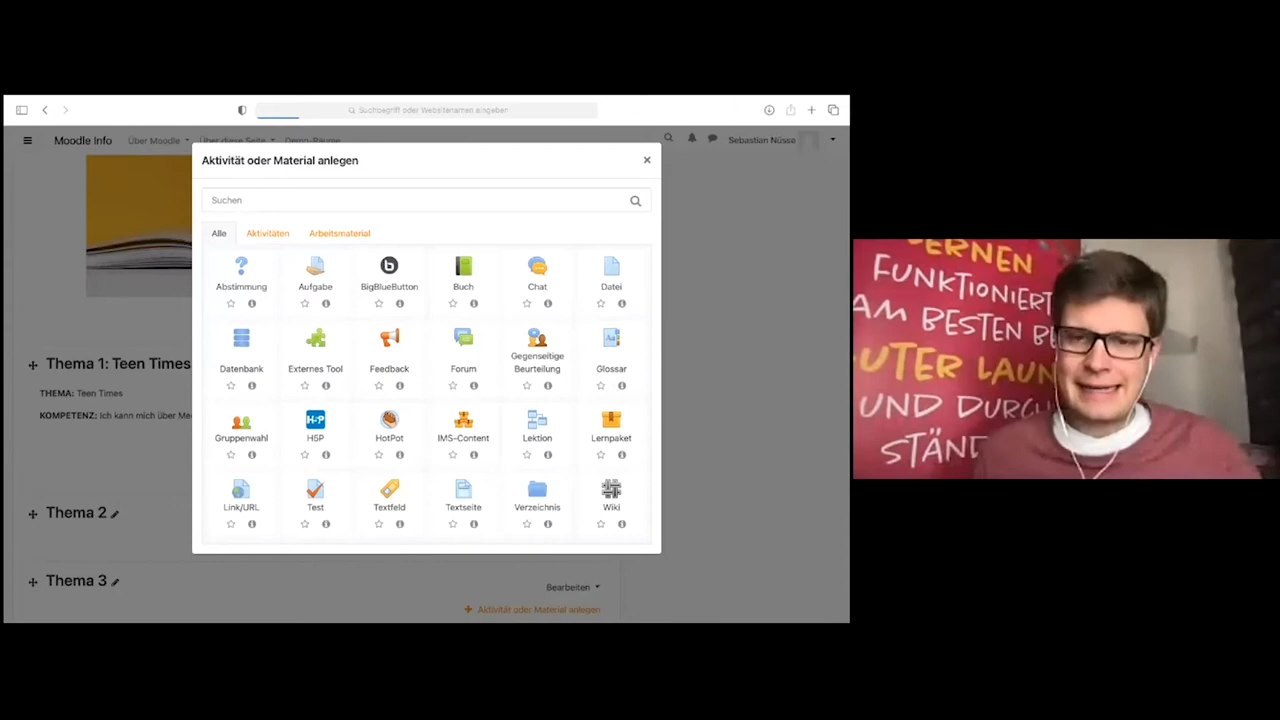 Suchbegriff oder Websitenamen eingeben
Moodle Info
Über Moodle
Über diese Seite
Demo-Räume
Sebastian Nüsse
Aktivität oder Material anlegen
Suchen
Alle
Aktivitäten
Arbeitsmaterial
Abstimmung
Aufgabe
b
BigBlueButton
Buch
Chat
Datei
Datenbank
Externes Tool
Feedback
Forum
Gegenseitige
Beurteilung
Glossar
Gruppenwahl
H5P
H5P
HotPot
IMS-Content
Lektion
Lernpaket
Link/URL
Test
Textfeld
Textseite
Verzeichnis
Wiki
Thema 1: Teen Times
THEMA: Teen Times
KOMPETENZ: Ich kann mich über
Thema 2
Thema 3
Bearbeiten
+ Aktivität oder Material anlegen
FUNKTIONIERT
AM BESTEN
UND DURCH
STÄND